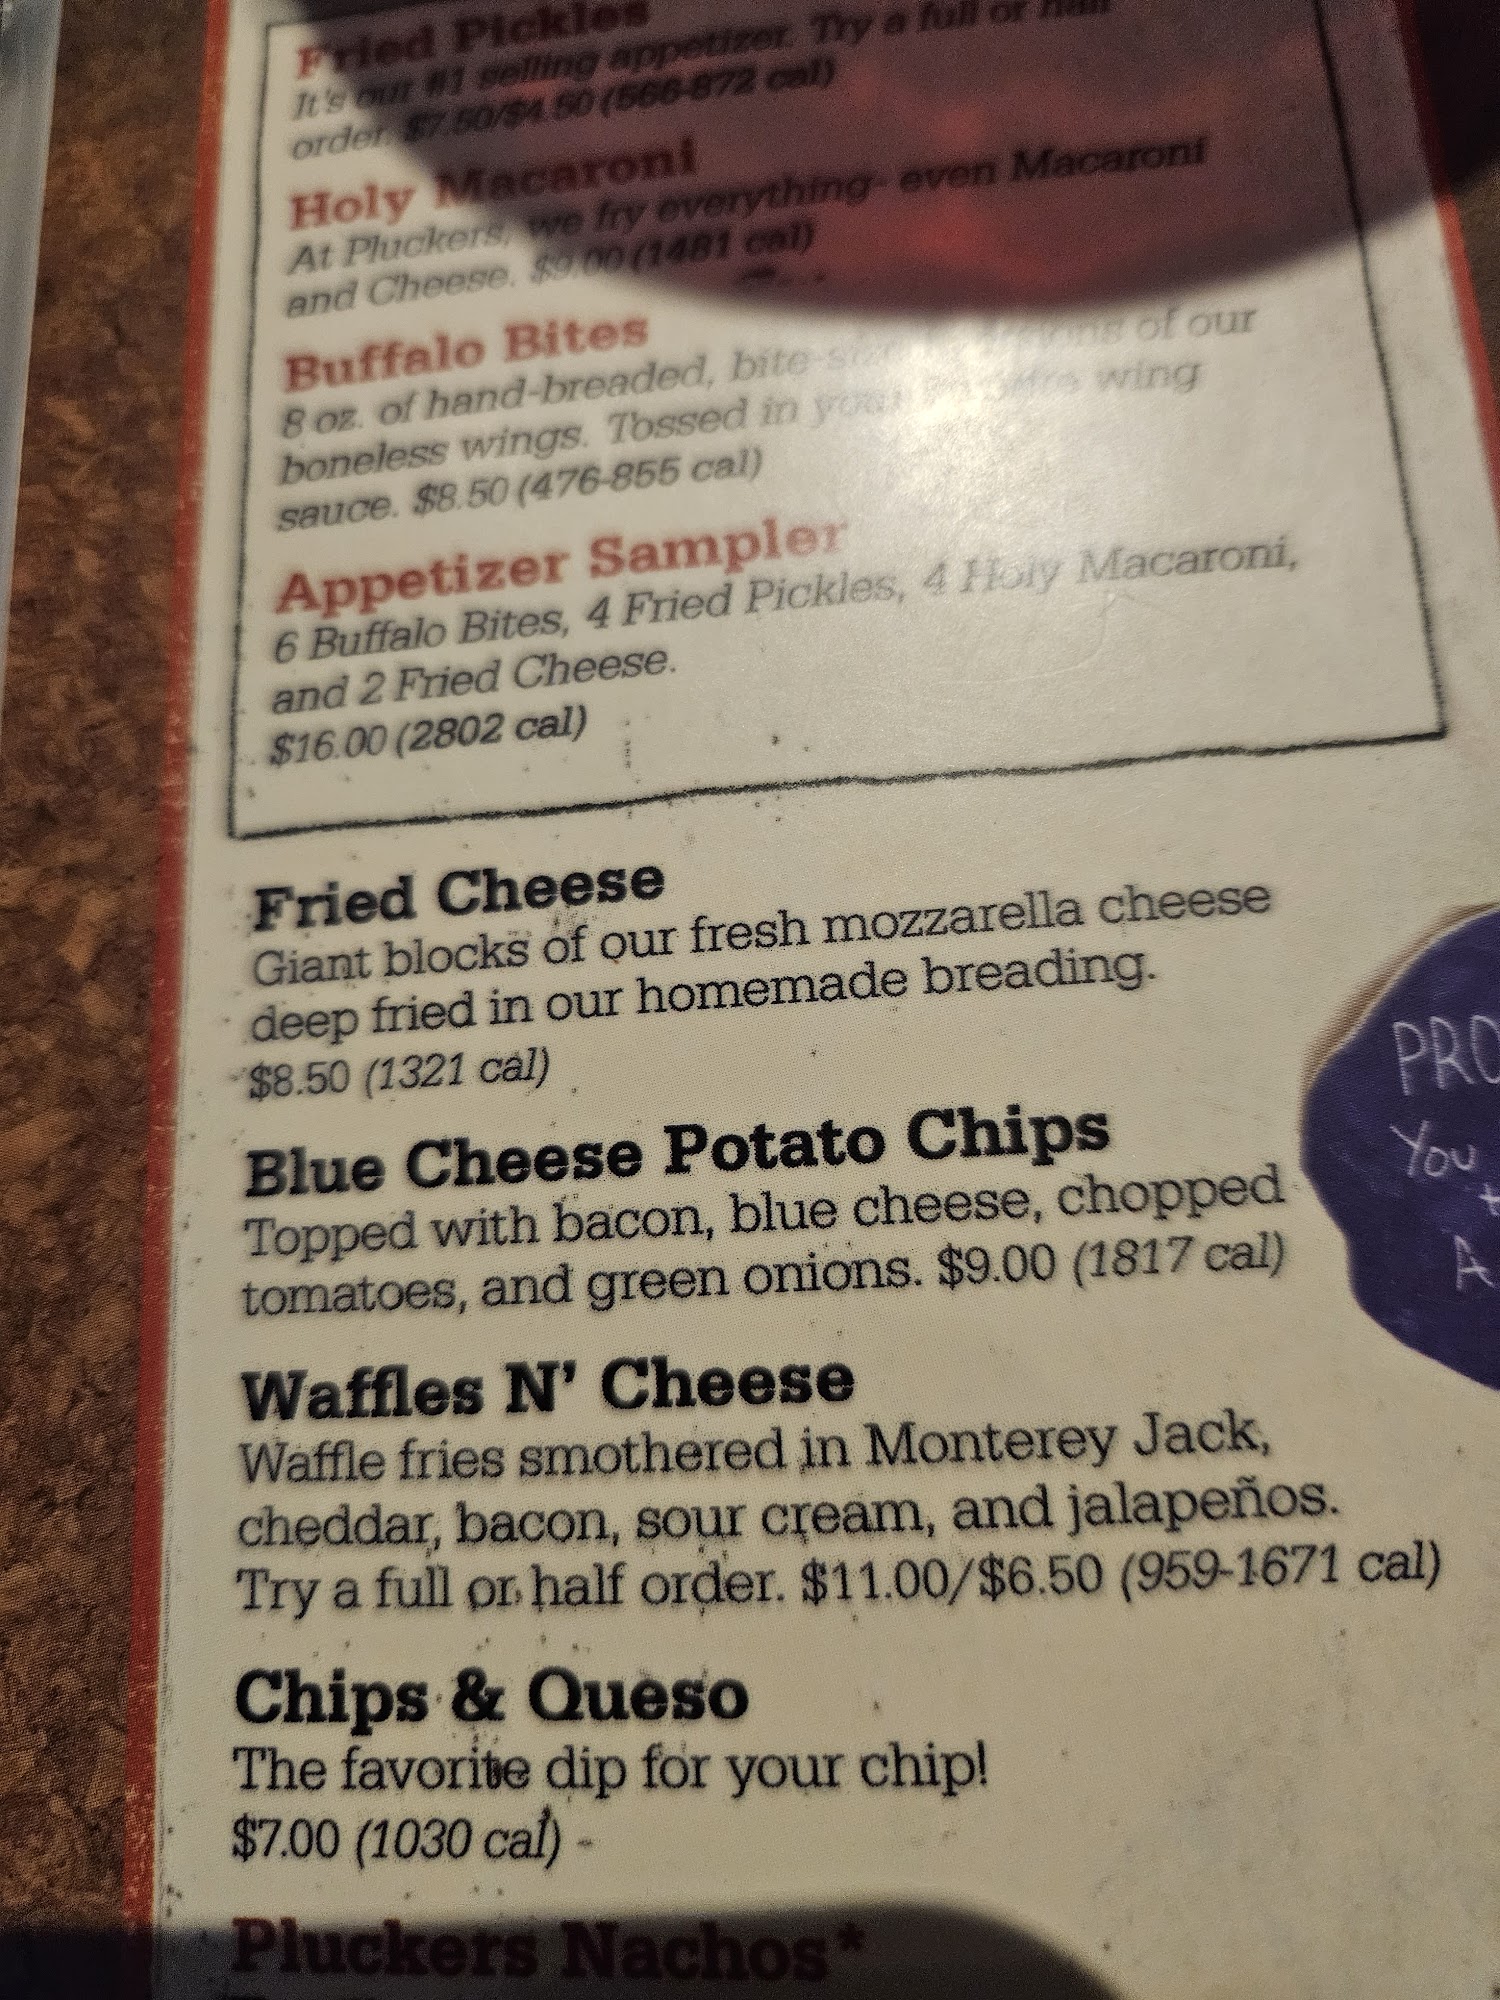 Fried Pickles
It's our #1 selling appetizer. Try a full or half
order. $7.50/$4.50 (566-872 cal)
Holy Macaroni
At Pluckers, we fry everything- even Macaroni
and Cheese. $9.00 (1481 cal)
Buffalo Bites
8 oz. of hand-breaded, bite-sized versions of our
boneless wings. Tossed in your favorite wing
sauce. $8.50 (476-855 cal)
Appetizer Sampler
6 Buffalo Bites, 4 Fried Pickles, 4 Holy Macaroni,
and 2 Fried Cheese.
$16.00 (2802 cal)
Fried Cheese
Giant blocks of our fresh mozzarella cheese
deep fried in our homemade breading.
$8.50 (1321 cal)
Blue Cheese Potato Chips
Topped with bacon, blue cheese, chopped
tomatoes, and green onions. $9.00 (1817 cal)
Waffles N' Cheese
Waffle fries smothered in Monterey Jack,
cheddar, bacon, sour cream, and jalapeños.
Try a full or half order. $11.00/$6.50 (959-1671 cal)
Chips & Queso
The favorite dip for your chip!
$7.00 (1030 cal) -
Pluckers Nachos*
PRO
You
t
A